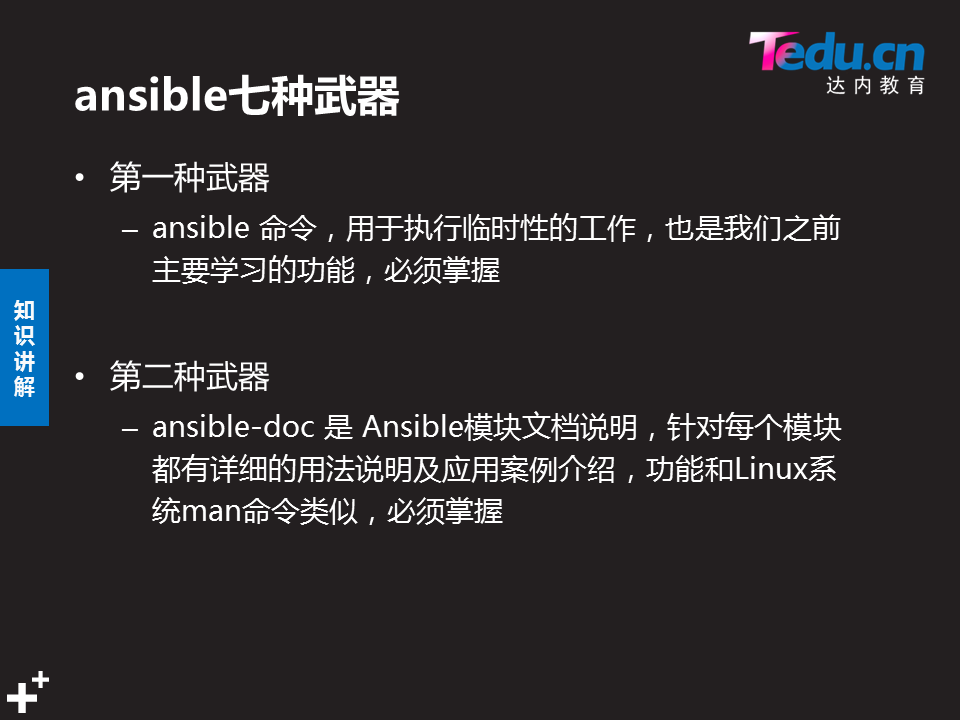 Tedu.cn
达内教育
ansible七种武器
• 第一种武器
– ansible 命令，用于执行临时性的工作，也是我们之前
主要学习的功能，必须掌握
知识讲解
• 第二种武器
– ansible-doc 是 Ansible模块文档说明，针对每个模块
都有详细的用法说明及应用案例介绍，功能和Linux系
统man命令类似，必须掌握